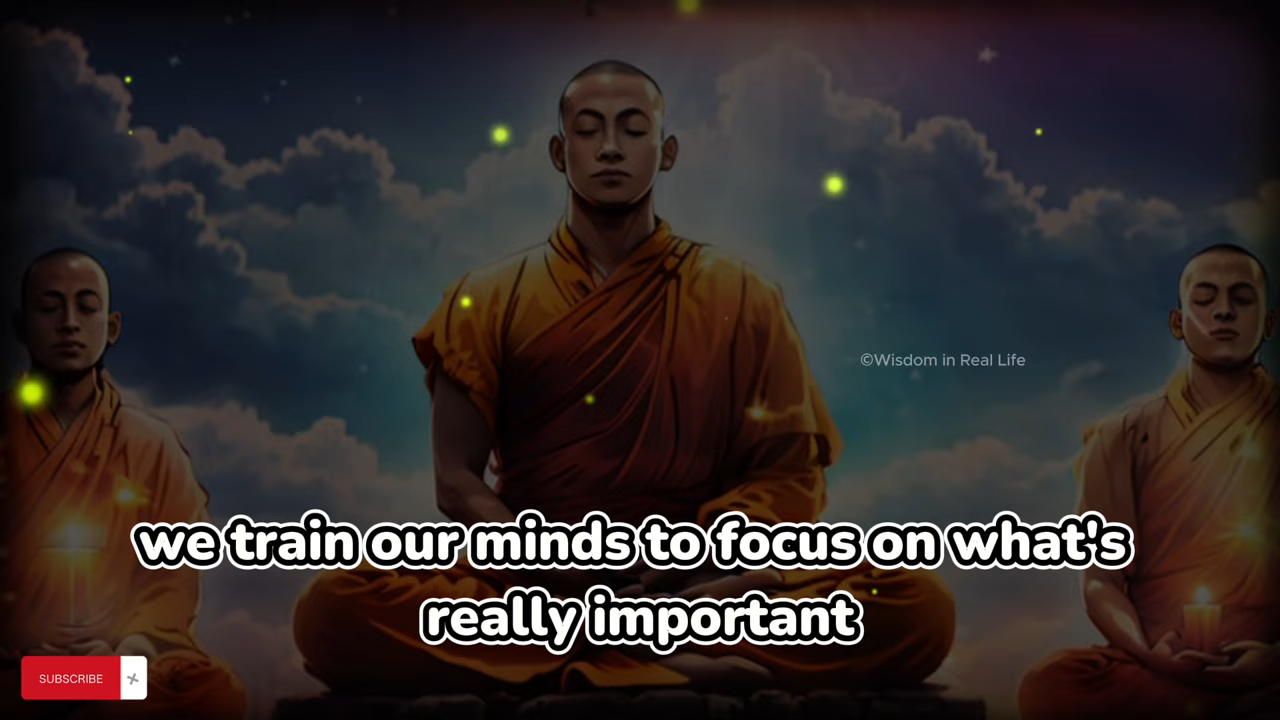 ©Wisdom in Real Life
we train our minds to focus on what's
really important
SUBSCRIBE